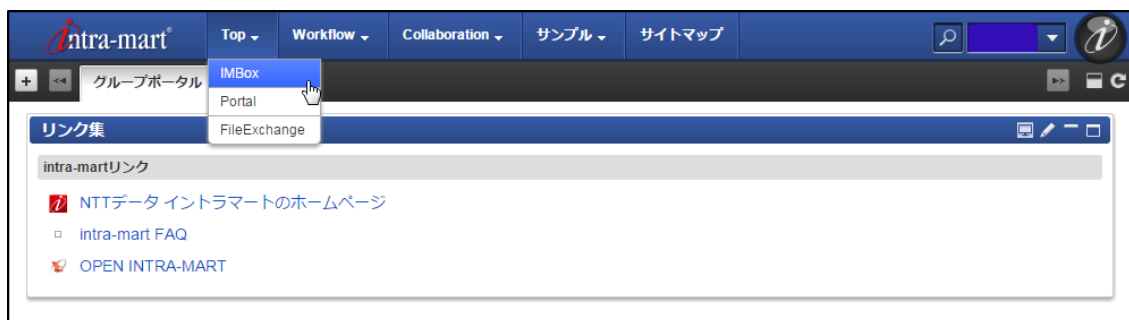 intra-mart® Top Workflow Collaboration サンプル サイトマップ
グループポータル
IMBox
Portal
FileExchange
リンク集
intra-martリンク
NTTデータ イントラマートのホームページ
intra-mart FAQ
OPEN INTRA-MART